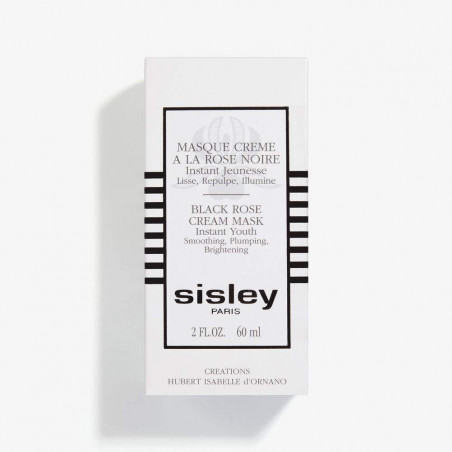 MASQUE CREME
A LA ROSE NOIRE
Instant Jeunesse
Lisse, Repulpe, Illumine
BLACK ROSE
CREAM MASK
Instant Youth
Smoothing, Plumping,
Brightening
sisley
PARIS
2 FL.OZ. 60 ml
CREATIONS
HUBERT ISABELLE d'ORNANO